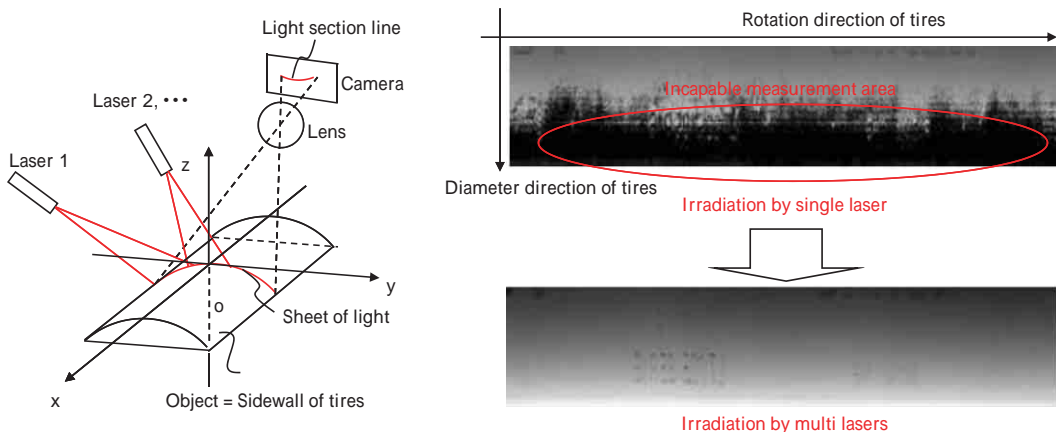 Light section line
Camera
Laser 2, •••
Lens
Laser 1
z
y
o
Sheet of light
x
Object = Sidewall of tires
Rotation direction of tires
Incapable measurement area
Diameter direction of tires
Irradiation by single laser
Irradiation by multi lasers